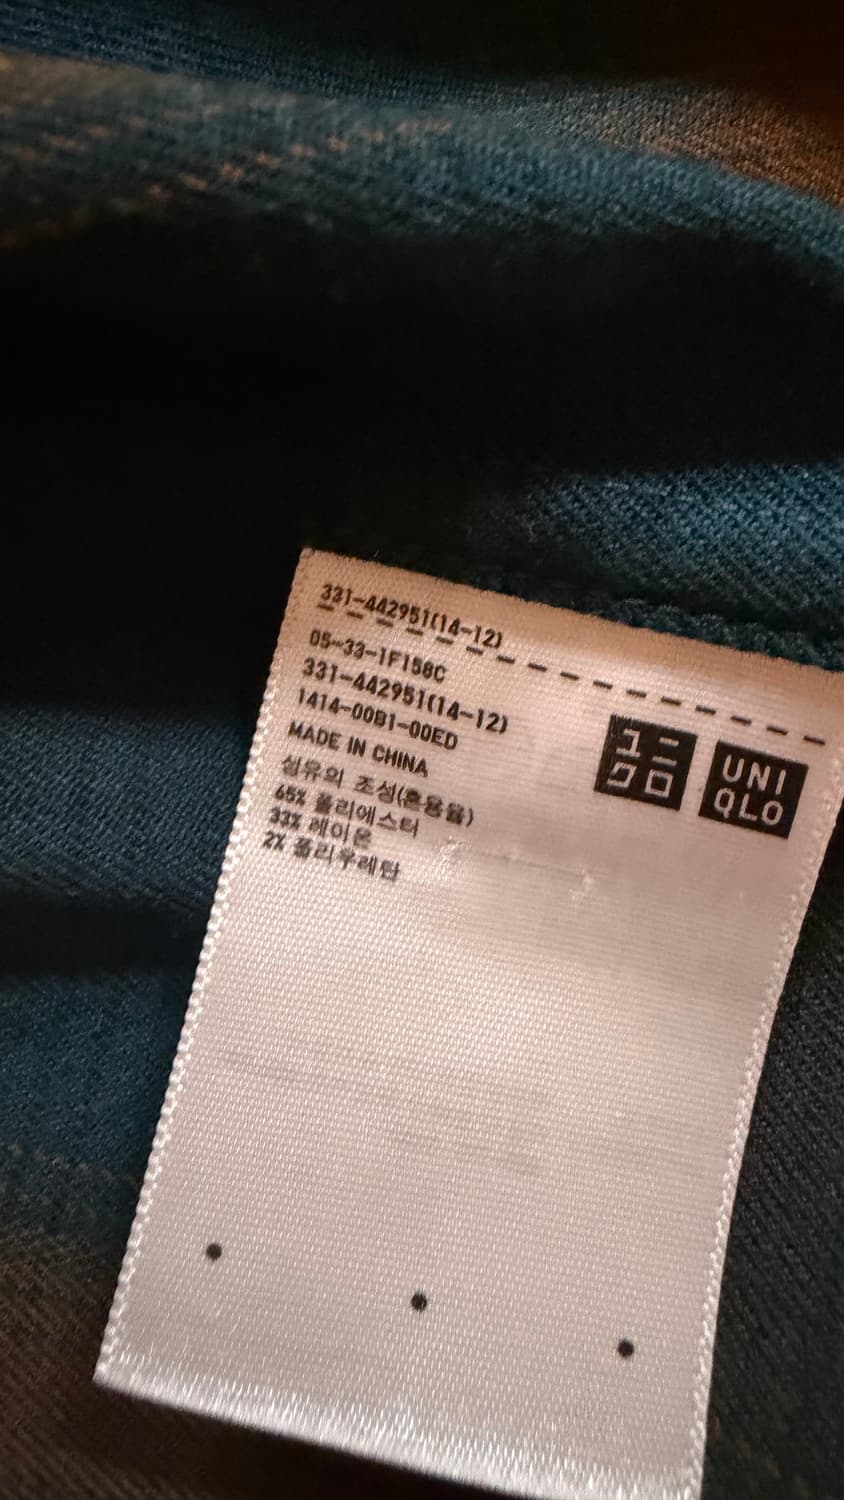 331-442951(14-12)
05-33-1F158C
331-442951(14-12)
1414-00B1-00ED
MADE IN CHINA
섬유의 조성(혼용율)
65% 폴리에스터
33% 레이온
2% 폴리우레탄
ユニ
クロ
UNI
QLO